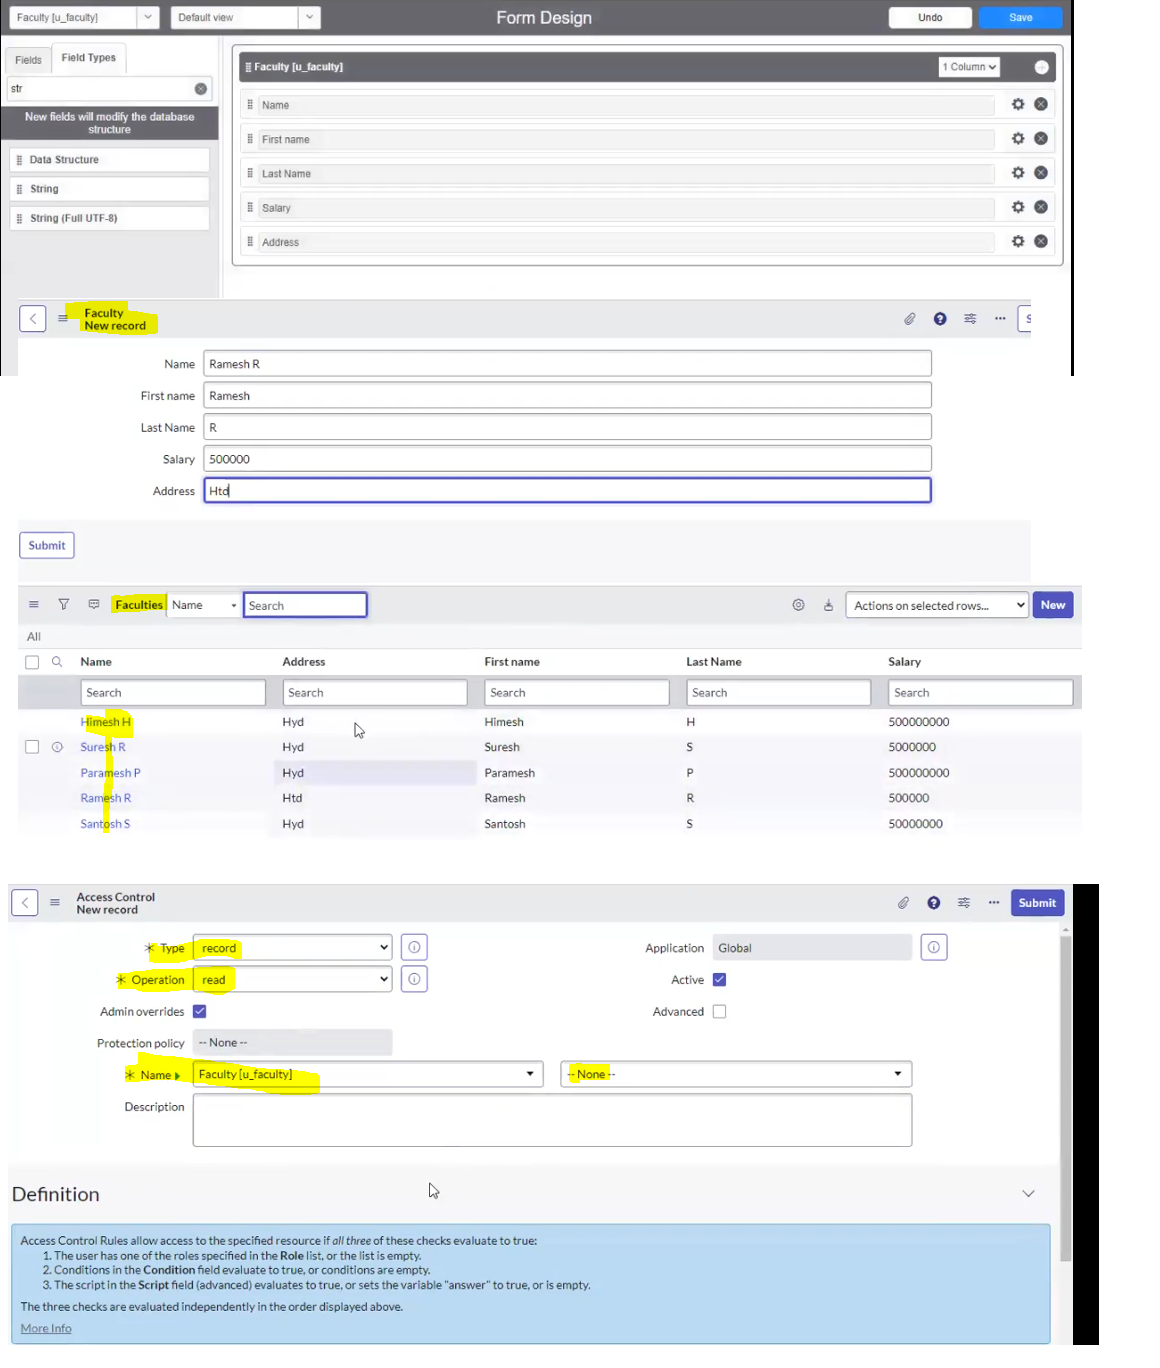 Faculty [u_faculty]
Default view
Form Design
Undo
Save
Fields
Field Types
str
New fields will modify the database
structure
Data Structure
String
String (Full UTF-8)
Faculty [u_faculty]
1 Column
Name
First name
Last Name
Salary
Address
Faculty
New record
Name Ramesh R
First name Ramesh
Last Name R
Salary 500000
Address Htd
Submit
Faculties Name Search Actions on selected rows... New
All
Name Address First name Last Name Salary
Search Search Search Search Search
Himesh H Hyd Himesh H 500000000
Suresh R Hyd Suresh S 5000000
Paramesh P Hyd Paramesh P 500000000
Ramesh R Htd Ramesh R 500000
Santosh S Hyd Santosh S 50000000
Access Control
New record
Submit
Type record Application Global
Operation read Active
Admin overrides Advanced
Protection policy -- None --
Name Faculty [u_faculty] -- None --
Description
Definition
Access Control Rules allow access to the specified resource if all three of these checks evaluate to true:
1. The user has one of the roles specified in the Role list, or the list is empty.
2. Conditions in the Condition field evaluate to true, or conditions are empty.
3. The script in the Script field (advanced) evaluates to true, or sets the variable "answer" to true, or is empty.
The three checks are evaluated independently in the order displayed above.
More Info